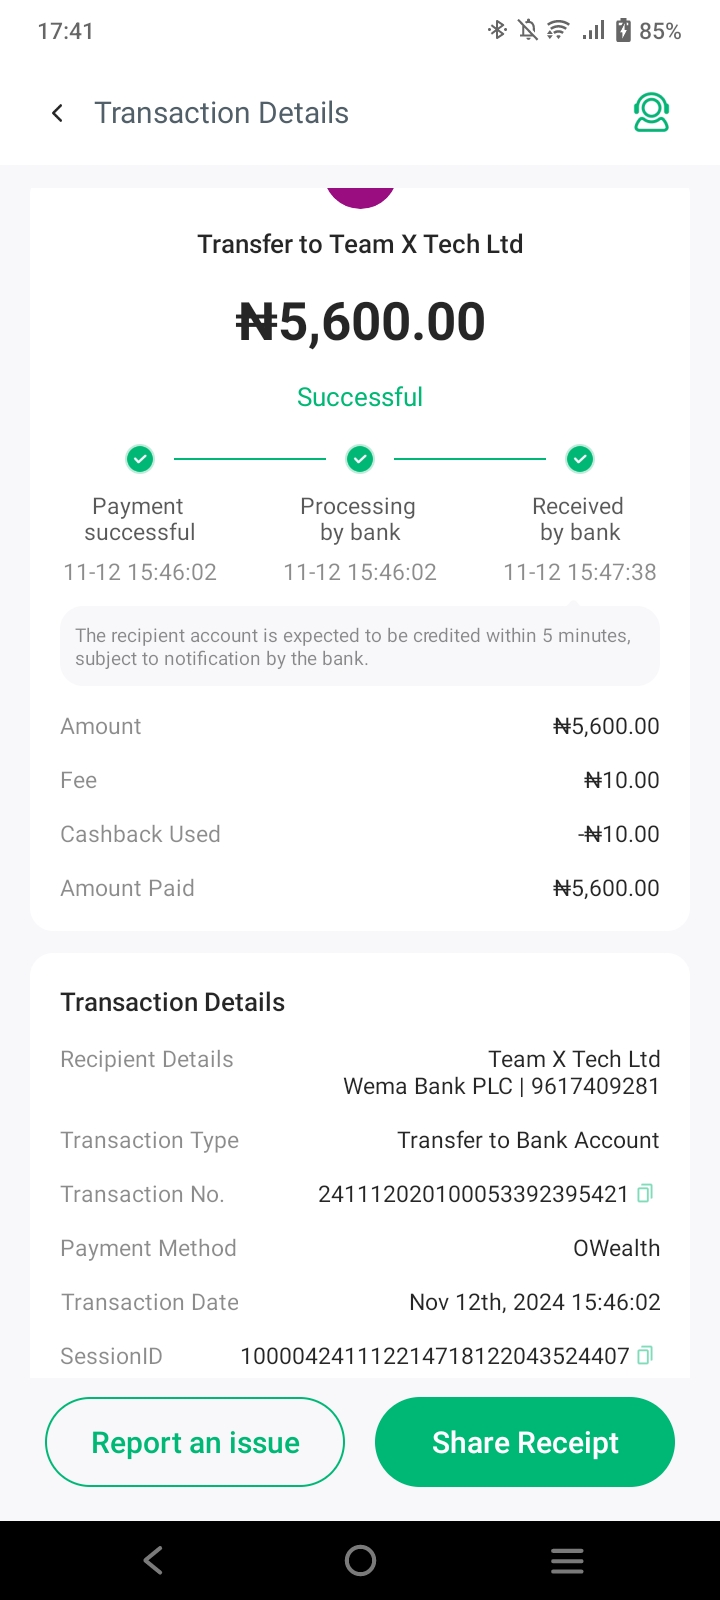 17:41
85%
Transaction Details
Transfer to Team X Tech Ltd
₦5,600.00
Successful
Payment successful
Processing by bank
Received by bank
11-12 15:46:02
11-12 15:46:02
11-12 15:47:38
The recipient account is expected to be credited within 5 minutes,
subject to notification by the bank.
Amount ₦5,600.00
Fee ₦10.00
Cashback Used -₦10.00
Amount Paid ₦5,600.00
Transaction Details
Recipient Details Team X Tech Ltd
Wema Bank PLC | 9617409281
Transaction Type Transfer to Bank Account
Transaction No. 241112020100053392395421
Payment Method OWealth
Transaction Date Nov 12th, 2024 15:46:02
SessionID 100004241112214718122043524407
Report an issue
Share Receipt